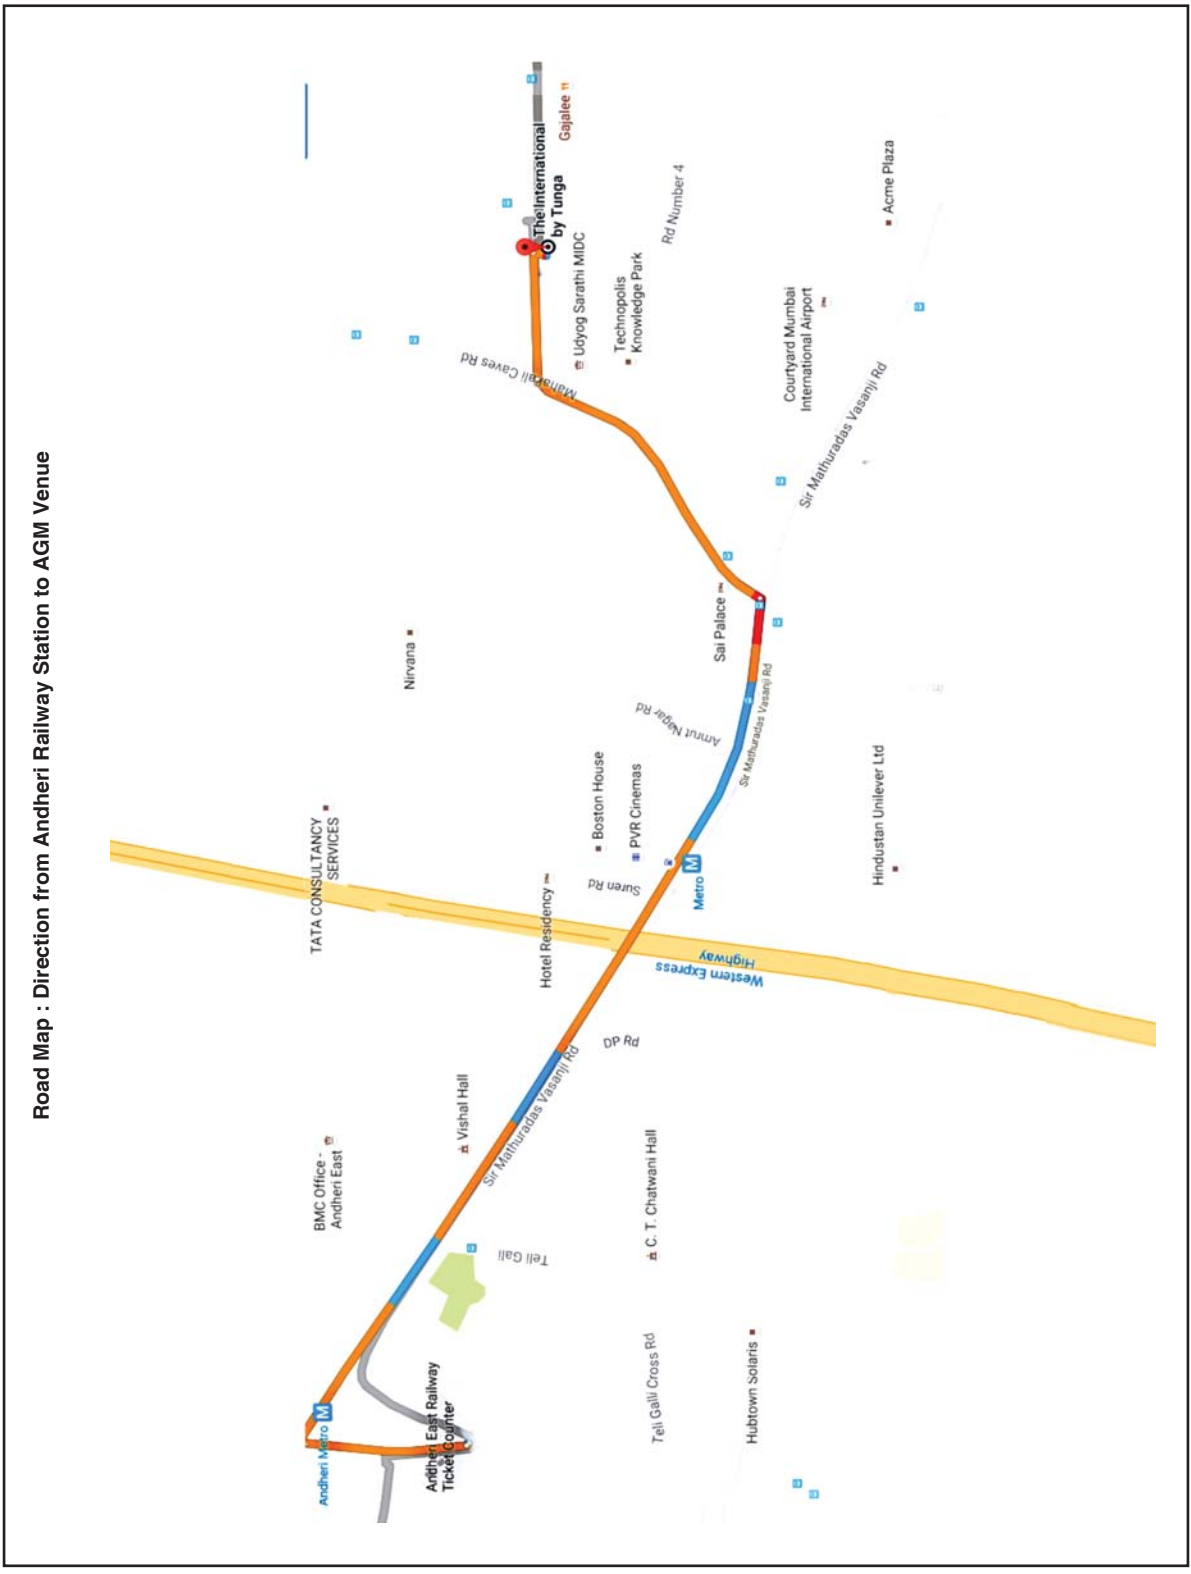 Road Map : Direction from Andheri Railway Station to AGM Venue
TATA CONSULTANCY
SERVICES
BMC Office -
Andheri East
Andheri Metro
M
Nirvana
Andheri East Railway
Ticket Counter
Vishal Hall
Sir Mathuradas Vasanji Rd
Teli Gali
Hotel Residency
DP Rd
Suren Rd
Boston House
PVR Cinemas
Metro
M
Western Express
Highway
Amrut Nagar Rd
Sir Mathuradas Vasanji Rd
Sai Palace
Mahakali Caves Rd
The International
by Tunga
Gajalee
Udyog Sarathi MIDC
Technopolis
Knowledge Park
Rd Number 4
Courtyard Mumbai
International Airport
Sir Mathuradas Vasanji Rd
Acme Plaza
C. T. Chatwani Hall
Teli Galli Cross Rd
Hubtown Solaris
Hindustan Unilever Ltd